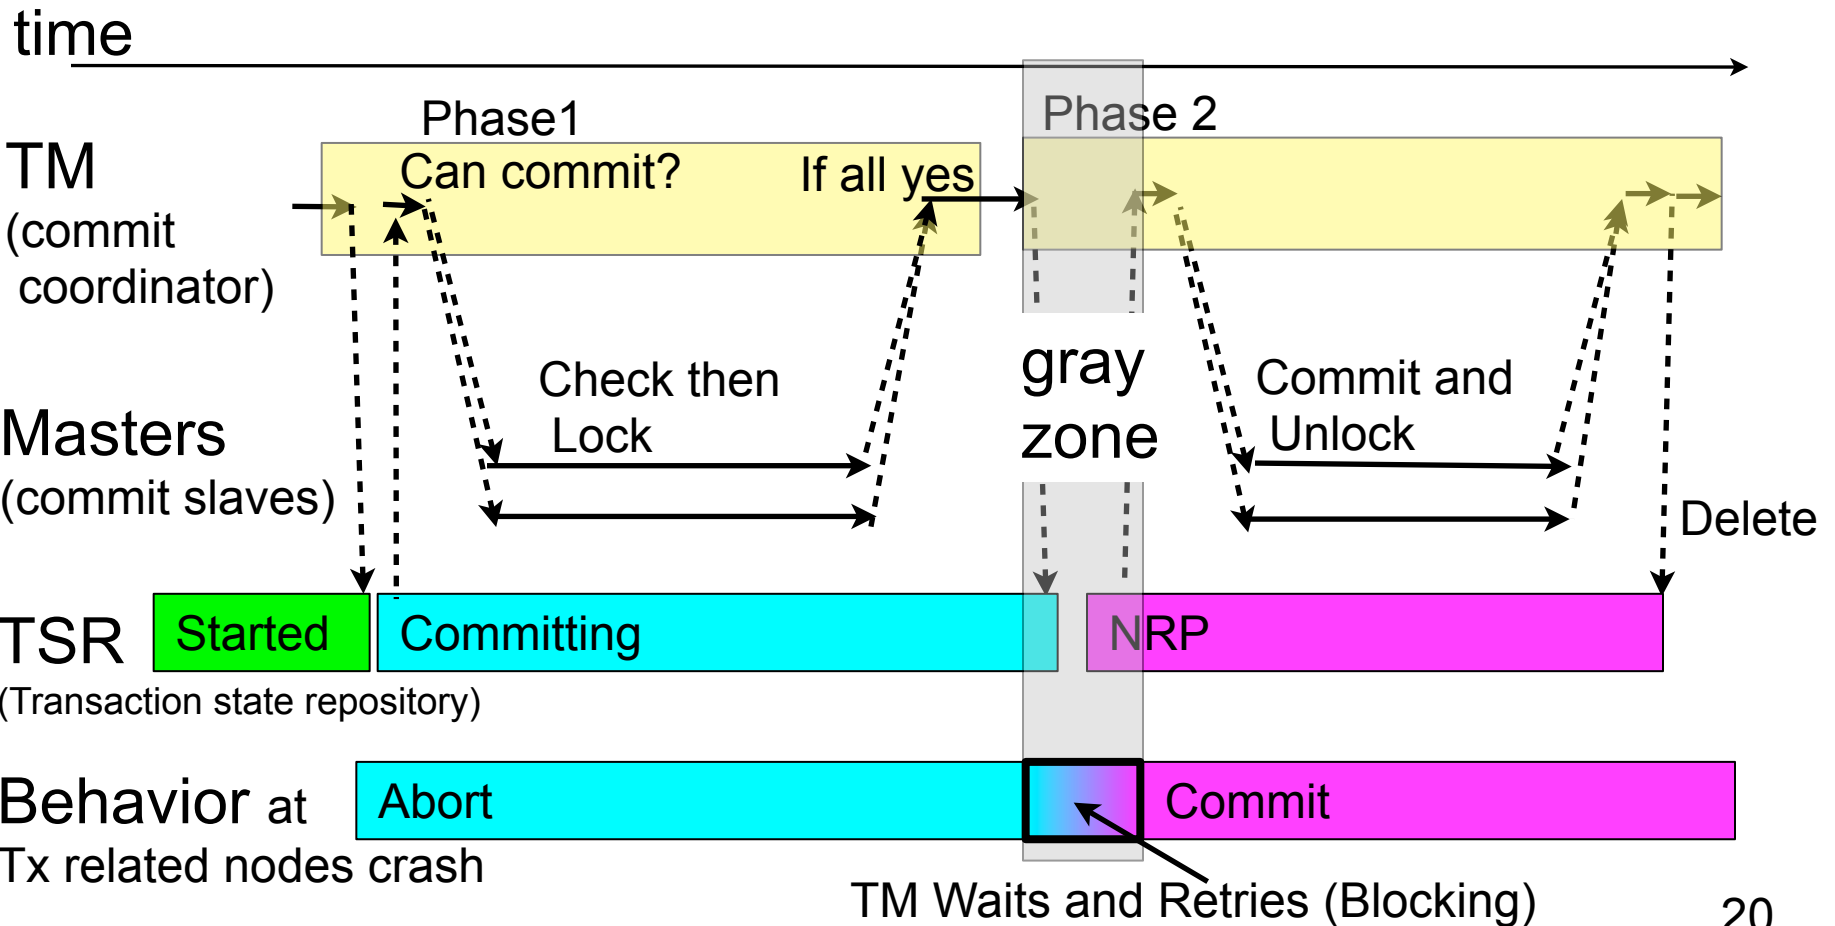 time
Phase1
Phase 2
TM
Can commit?
If all yes
(commit
coordinator)
gray
zone
Check then
Lock
Commit and
Unlock
Masters
(commit slaves)
Delete
TSR
Started
Committing
NRP
(Transaction state repository)
Behavior at
Abort
Commit
Tx related nodes crash
TM Waits and Retries (Blocking)
20